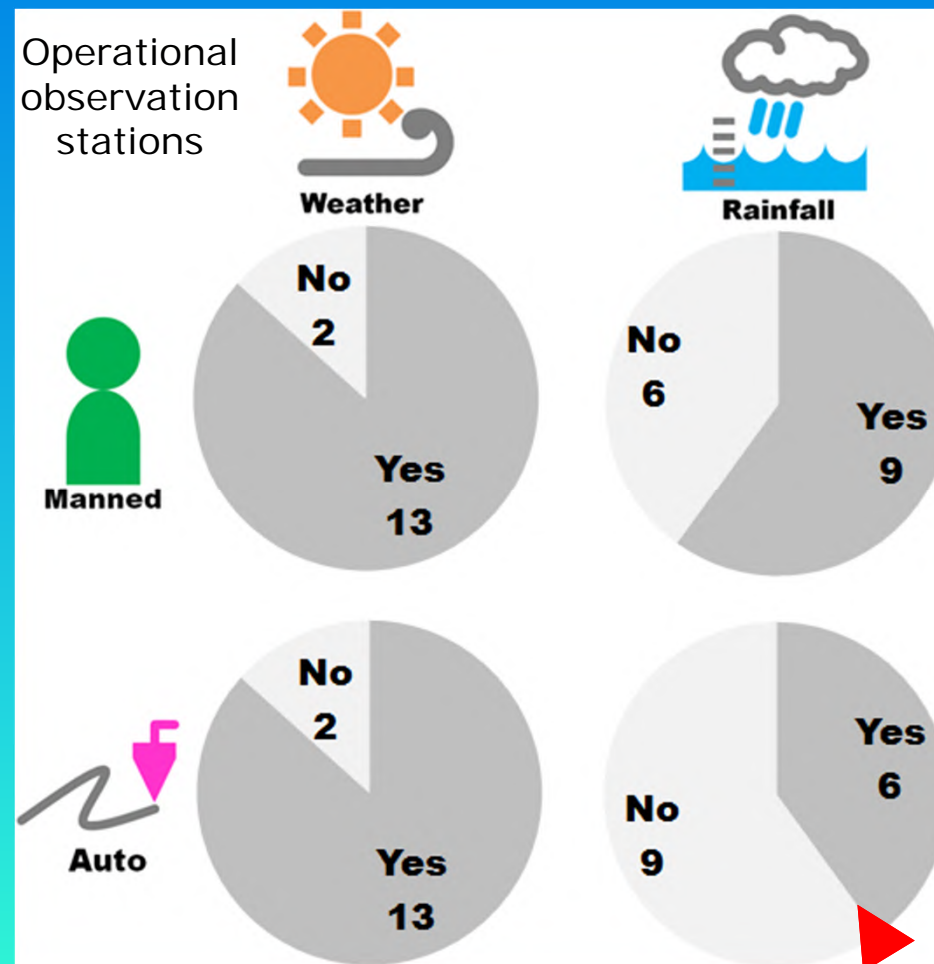 Operational
observation
stations
Weather
Rainfall
No
2
Yes
13
No
6
Yes
9
Manned
No
2
Yes
13
Yes
6
No
9
Auto